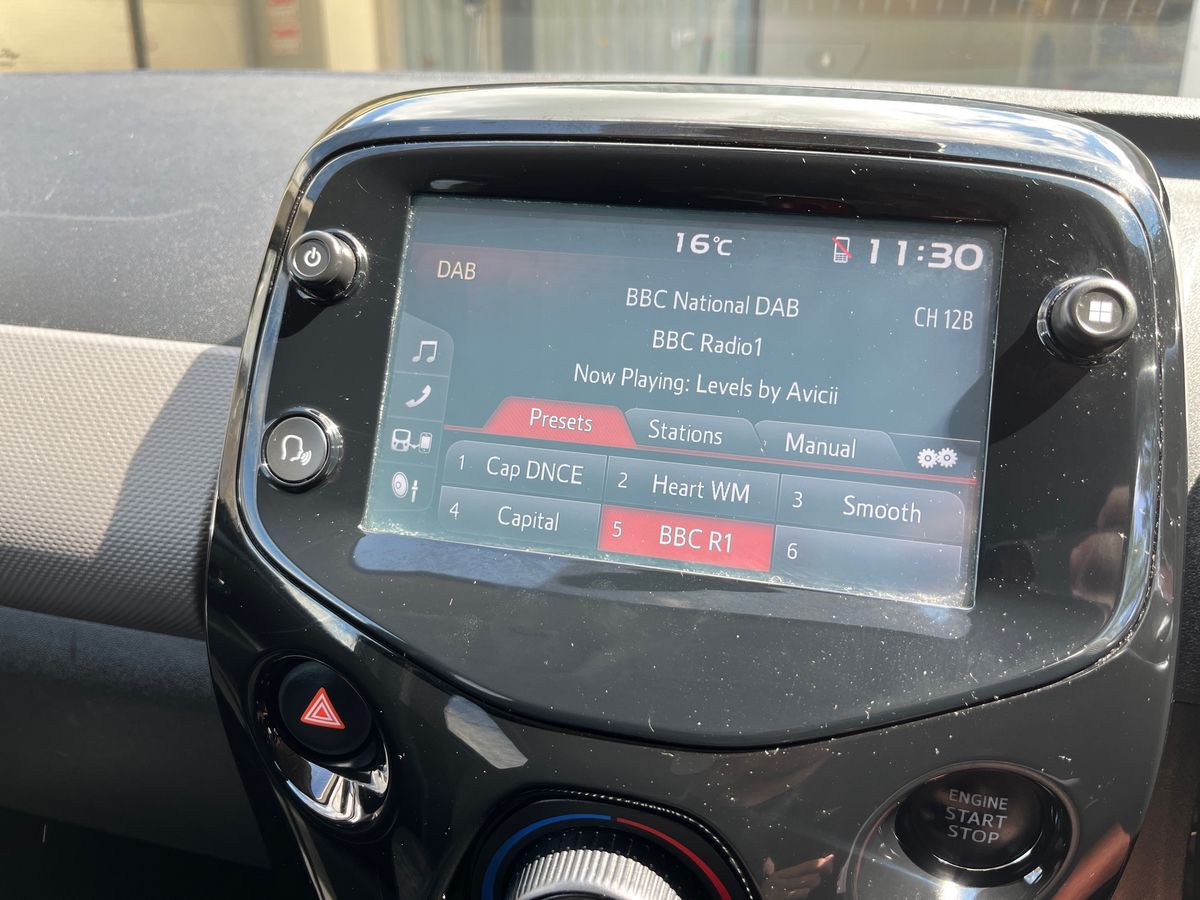 16°C
11:30
DAB
BBC National DAB
CH 12B
BBC Radio1
Now Playing: Levels by Avicii
Presets
Stations
Manual
1 Cap DNCE
2 Heart WM
3 Smooth
4 Capital
5 BBC R1
6
ENGINE
START
STOP